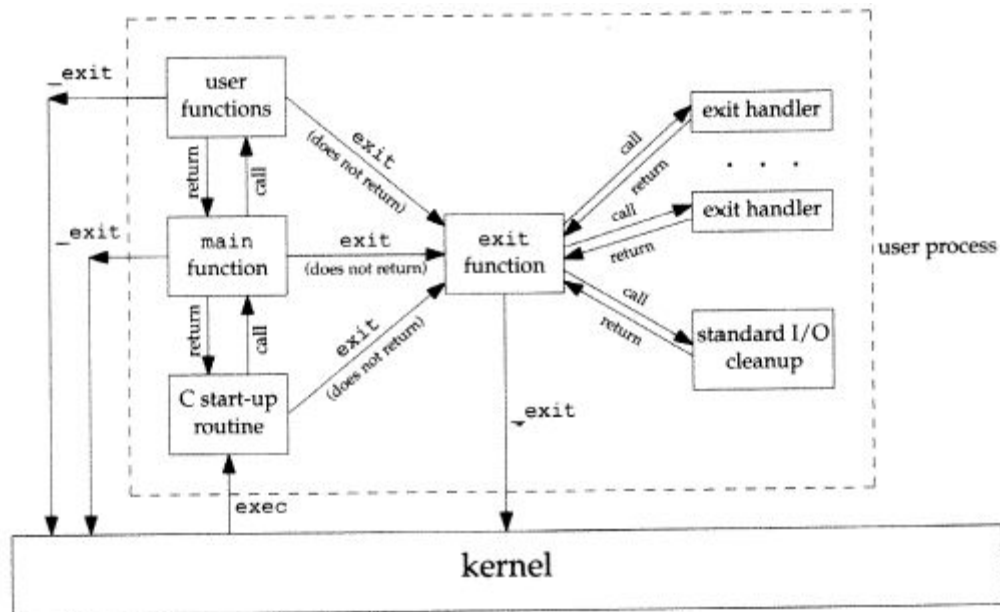 _exit
user
functions
exit
(does not return)
call
return
exit handler
. . .
return
call
call
return
exit handler
_exit
main
function
exit
(does not return)
exit
function
user process
return
call
exit
(does not return)
call
return
standard I/O
cleanup
C start-up
routine
_exit
exec
kernel